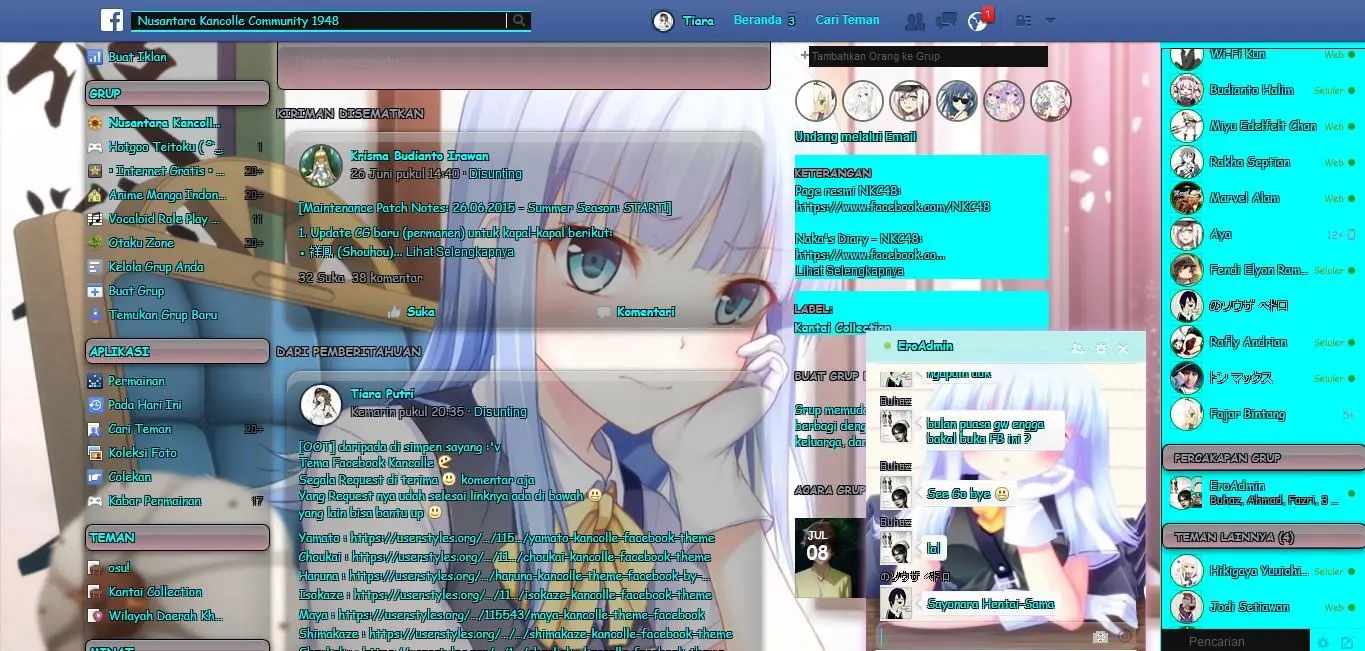 Nusantara Kancolle Community 1948
Tiara
Beranda 3
Cari Teman
1
Buat Iklan
GRUP
Nusantara Kancoll...
Hotgoo Teitoku (
1
• Internet Gratis • ...
20+
Anime Manga Indon...
20+
Vocaloid Role Play ...
11
Otaku Zone
20+
Kelola Grup Anda
Buat Grup
Temukan Grup Baru
APLIKASI
Permainan
Pada Hari Ini
Cari Teman
20+
Koleksi Foto
Colekan
Kabar Permainan
17
TEMAN
osu!
Kantai Collection
Wilayah Daerah Kh...
MINAT
KIRIMAN DISEMATKAN
Krisma Budianto Irawan
26 Juni pukul 14:40 · Disunting
[Maintenance Patch Notes: 26.06.2015 - Summer Season: START!]
1. Update CG baru (permanen) untuk kapal-kapal berikut:
• 祥鳳 (Shouhou)... Lihat Selengkapnya
32 Suka 38 komentar
Suka
Komentari
DARI PEMBERITAHUAN
Tiara Putri
Kemarin pukul 20:35 · Disunting
[OOT] daripada di simpen sayang :'v
Tema Facebook Kancolle
Segala Request di terima 😃 komentar aja
Yang Request nya udah selesai linknya ada di bawah 😃
yang lain bisa bantu up 😃
Yamato : https://userstyles.org/.../115.../yamato-kancolle-facebook-theme
Choukai : https://userstyles.org/.../11.../choukai-kancolle-facebook-theme
Haruna : https://userstyles.org/.../haruna-kancolle-theme-facebook-by-...
Isokaze : https://userstyles.org/.../11.../isokaze-kancolle-facebook-theme
Maya : https://userstyles.org/.../115543/maya-kancolle-facebook
Shimakaze : https://userstyles.org/.../.../shimakaze-kancolle-facebook-theme
+ Tambahkan Orang ke Grup
Undang melalui Email
KETERANGAN
Page resmi NKC48:
https://www.facebook.com/NKC48
Naka's Diary - NKC48:
https://www.facebook.co...
Lihat Selengkapnya
LABEL:
Kantai Collection
BUAT GRUP
Grup memuda
berbagi deng
keluarga, dan
ACARA GRUP
JUL
08
EroAdmin
ngapain duk
Buhaz
bulan puasa gw engga
bakal buka FB ini ?
Buhaz
See Go bye 😃
Buhaz
lol
のソウザ ペドロ
Sayanara Hentai-Sama
Wi-Fi Kun
Web
Budianto Halim
Seluler
Miyu Edelfelt Chan
Web
Rakha Septian
Web
Marvel Alam
Web
Aya
12+
Fendi Elyon Ram...
Seluler
のソウザ ペドロ
Rafly Andrian
Seluler
トン マックス
Seluler
Fajar Bintang
5+
PERCAKAPAN GRUP
EroAdmin
Buhaz, Ahmad, Fazri, 3 ...
TEMAN LAINNYA (4)
Hikigaya Yuuichi...
Seluler
Jodi Setiawan
Web
Pencarian